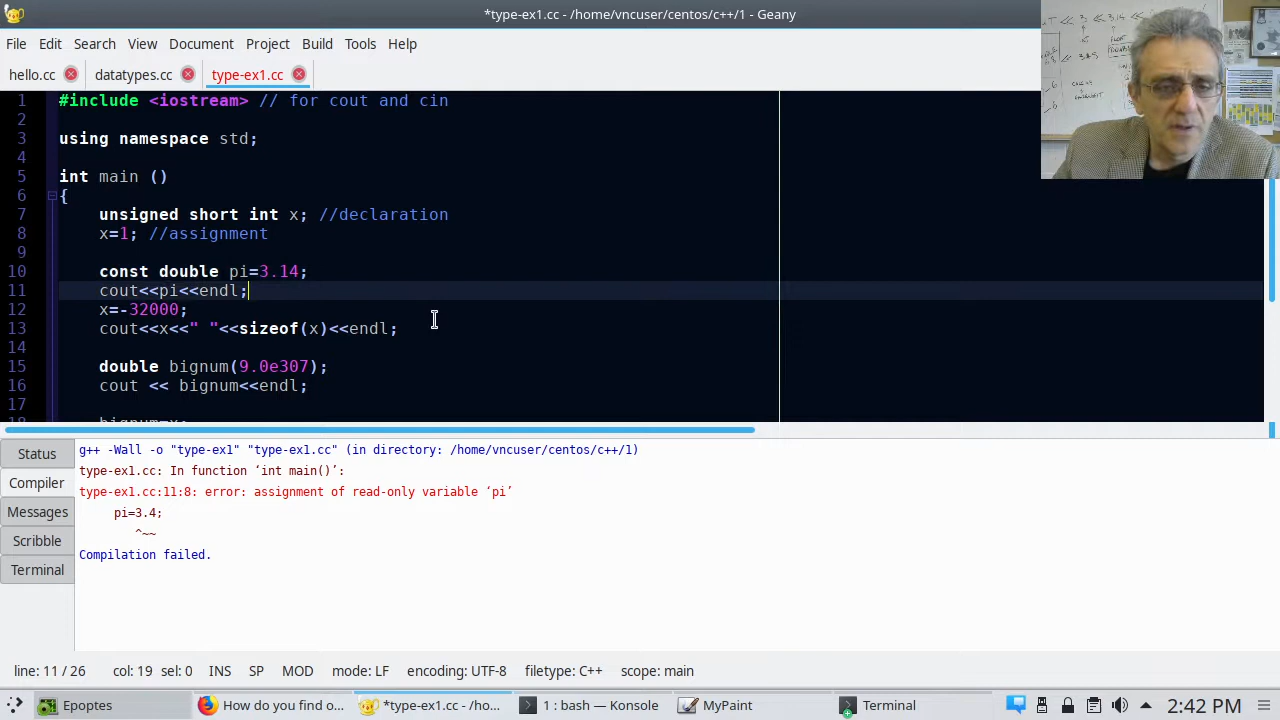 *type-ex1.cc - /home/vncuser/centos/c++/1 - Geany
File Edit Search View Document Project Build Tools Help
hello.cc datatypes.cc type-ex1.cc
1 #include <iostream> // for cout and cin
2
3 using namespace std;
4
5 int main ()
6 {
7 unsigned short int x; //declaration
8 x=1; //assignment
9
10 const double pi=3.14;
11 cout<<pi<<endl;
12 x=-32000;
13 cout<<x<<" "<<sizeof(x)<<endl;
14
15 double bignum(9.0e307);
16 cout << bignum<<endl;
17
Status
Compiler
Messages
Scribble
Terminal
g++ -Wall -o "type-ex1" "type-ex1.cc" (in directory: /home/vncuser/centos/c++/1)
type-ex1.cc: In function ‘int main()’:
type-ex1.cc:11:8: error: assignment of read-only variable ‘pi’
pi=3.4;
^~~
Compilation failed.
line: 11 / 26 col: 19 sel: 0 INS SP MOD mode: LF encoding: UTF-8 filetype: C++ scope: main
Epoptes How do you find o... *type-ex1.cc - /ho... 1 : bash — Konsole MyPaint Terminal 2:42 PM